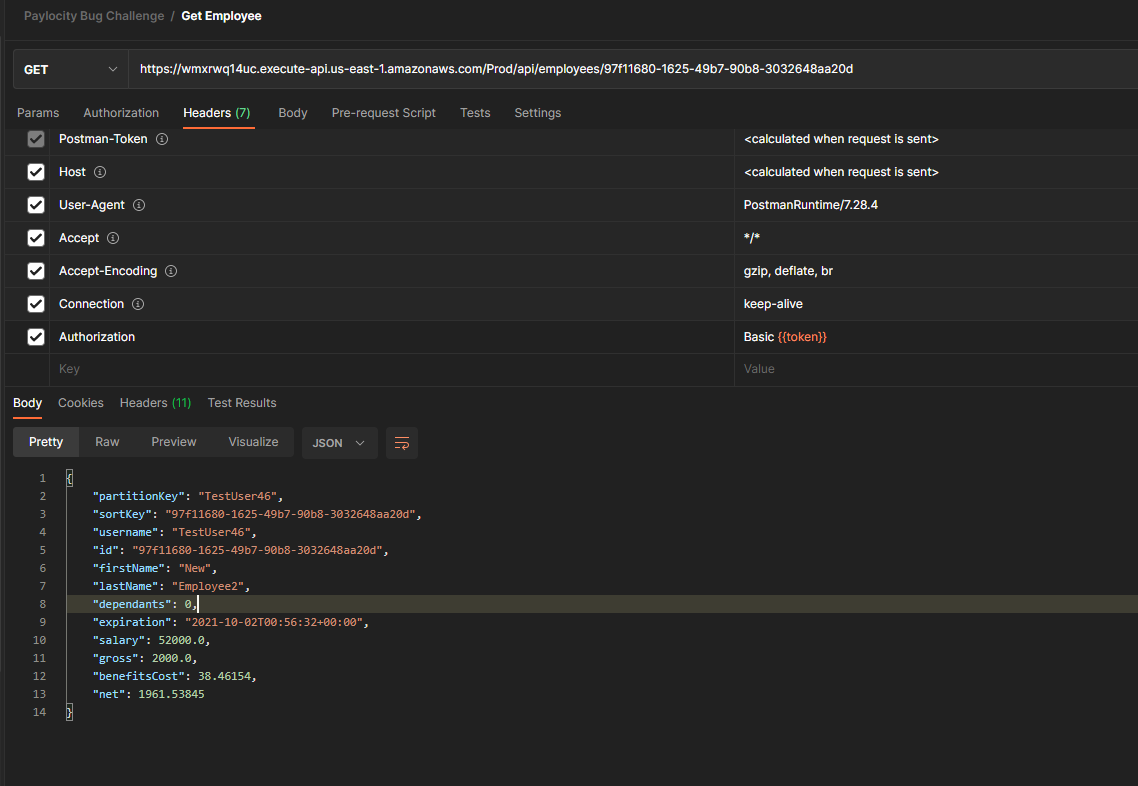 Paylocity Bug Challenge / Get Employee
GET https://wmxrwq14uc.execute-api.us-east-1.amazonaws.com/Prod/api/employees/97f11680-1625-49b7-90b8-3032648aa20d
Params Authorization Headers (7) Body Pre-request Script Tests Settings
Postman-Token <calculated when request is sent>
Host <calculated when request is sent>
User-Agent PostmanRuntime/7.28.4
Accept */*
Accept-Encoding gzip, deflate, br
Connection keep-alive
Authorization Basic {{token}}
Key Value
Body Cookies Headers (11) Test Results
Pretty Raw Preview Visualize JSON
1 {
2 "partitionKey": "TestUser46",
3 "sortKey": "97f11680-1625-49b7-90b8-3032648aa20d",
4 "username": "TestUser46",
5 "id": "97f11680-1625-49b7-90b8-3032648aa20d",
6 "firstName": "New",
7 "lastName": "Employee2",
8 "dependants": 0,
9 "expiration": "2021-10-02T00:56:32+00:00",
10 "salary": 52000.0,
11 "gross": 2000.0,
12 "benefitsCost": 38.46154,
13 "net": 1961.53845
14 }